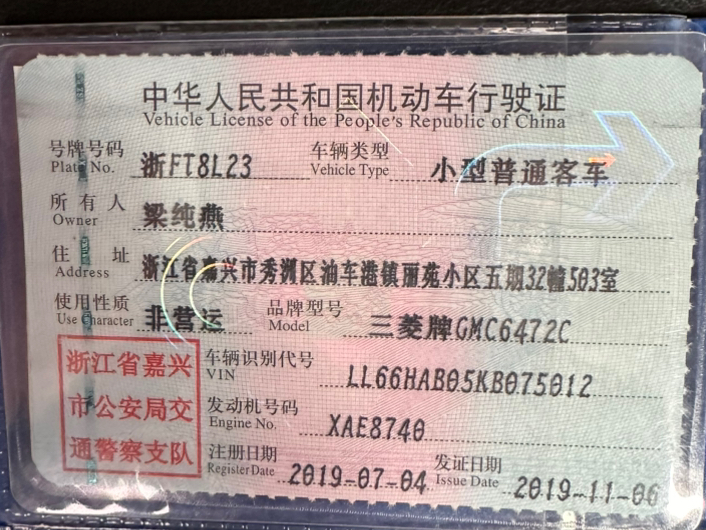 中华人民共和国机动车行驶证
Vehicle License of the People's Republic of China
号牌号码 浙FT8L23 车辆类型 小型普通客车
Plate No. Vehicle Type
所有人 梁纯燕
Owner
住址 浙江省嘉兴市秀洲区油车港镇丽苑小区五期32幢503室
Address
使用性质 非营运 品牌型号 三菱牌GMC6472C
Use Character Model
浙江省嘉兴 车辆识别代号 LL66HAB05KB075012
VIN
市公安局交 发动机号码 XAE8740
Engine No.
通警察支队 注册日期 2019-07-04 发证日期 2019-11-06
Register Date Issue Date